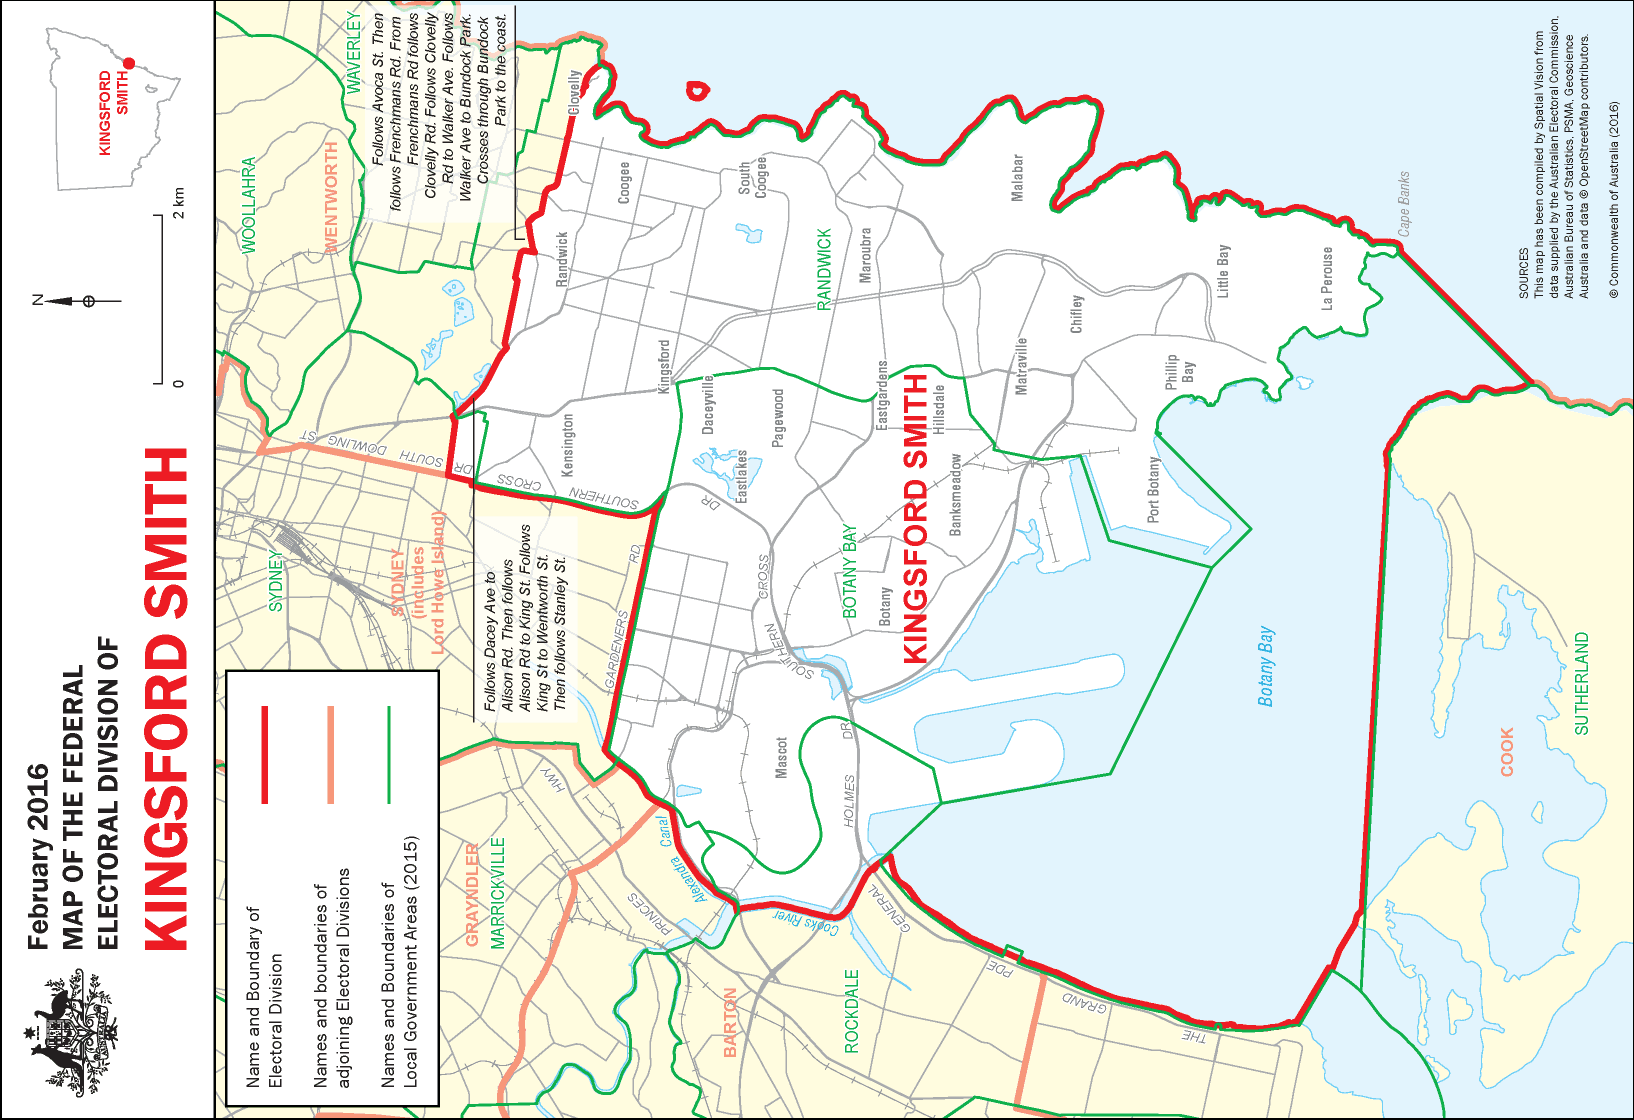 February 2016
MAP OF THE FEDERAL
ELECTORAL DIVISION OF
KINGSFORD SMITH
N
0
2 km
KINGSFORD
SMITH
Name and Boundary of
Electoral Division
Names and boundaries of
adjoining Electoral Divisions
Names and Boundaries of
Local Government Areas (2015)
WOOLLAHRA
WAVERLEY
WENTWORTH
SYDNEY
SYDNEY
(includes
Lord Howe Island)
GRAYNDLER
MARRICKVILLE
BARTON
ROCKDALE
Follows Avoca St. Then
follows Frenchmans Rd. From
Frenchmans Rd follows
Clovelly Rd. Follows Clovelly
Rd to Walker Ave. Follows
Walker Ave to Bundock Park.
Crosses through Bundock
Park to the coast.
Follows Dacey Ave to
Alison Rd. Then follows
Alison Rd to King St. Follows
King St to Wentworth St.
Then follows Stanley St.
SOUTH DOWLING ST
DR
SOUTHERN CROSS
GARDENERS RD
HWY
PRINCES
Alexandra Canal
Cooks River
GENERAL
HOLMES DR
SOUTHERN CROSS DR
THE GRAND PDE
Clovelly
Coogee
Randwick
South
Coogee
Kensington
Kingsford
Daceyville
Pagewood
Eastlakes
RANDWICK
Maroubra
Eastgardens
Hillsdale
Malabar
Matraville
Chifley
Banksmeadow
BOTANY BAY
Botany
KINGSFORD SMITH
Mascot
Port Botany
Phillip
Bay
Little Bay
La Perouse
Cape Banks
Botany Bay
COOK
SUTHERLAND
SOURCES
This map has been compiled by Spatial Vision from
data supplied by the Australian Electoral Commission,
Australian Bureau of Statistics. PSMA, Geoscience
Australia and data © OpenStreetMap contributors.
© Commonwealth of Australia (2016)